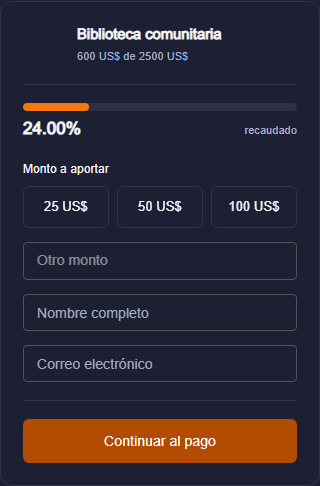 Biblioteca comunitaria
600 US$ de 2500 US$
24.00%
recaudado
Monto a aportar
25 US$
50 US$
100 US$
Otro monto
Nombre completo
Correo electrónico
Continuar al pago